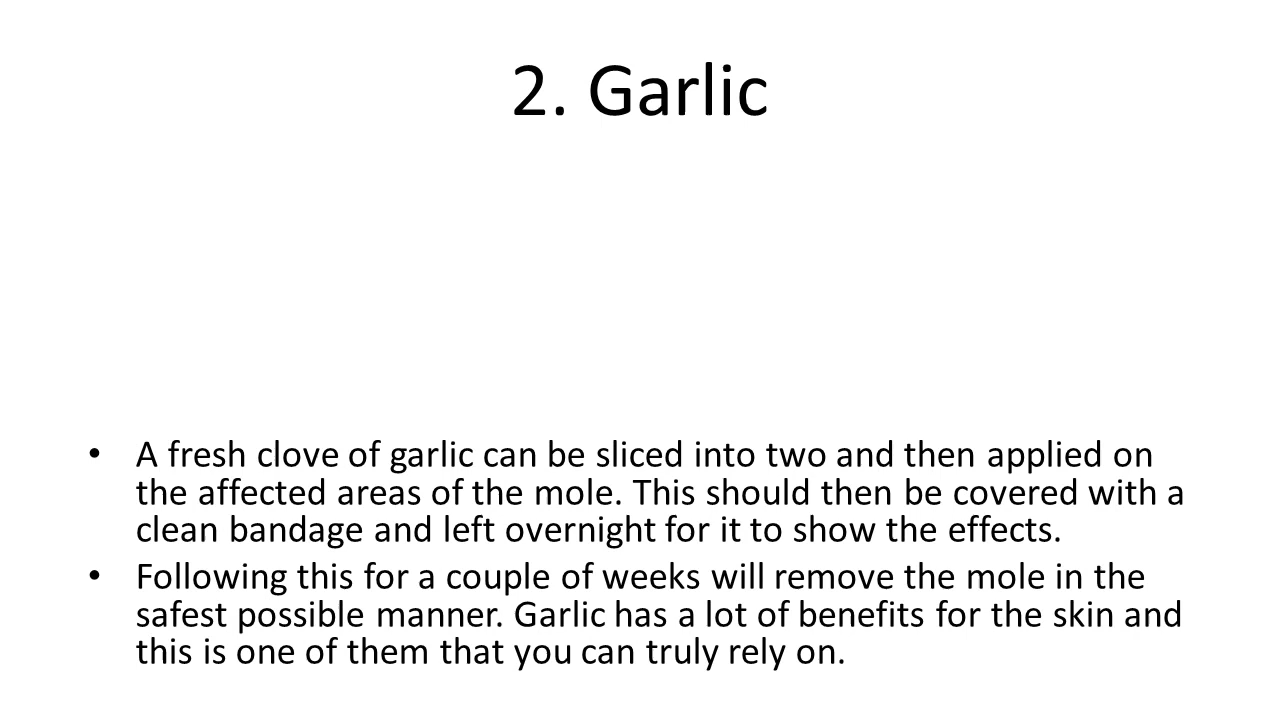 2. Garlic
• A fresh clove of garlic can be sliced into two and then applied on
the affected areas of the mole. This should then be covered with a
clean bandage and left overnight for it to show the effects.
• Following this for a couple of weeks will remove the mole in the
safest possible manner. Garlic has a lot of benefits for the skin and
this is one of them that you can truly rely on.